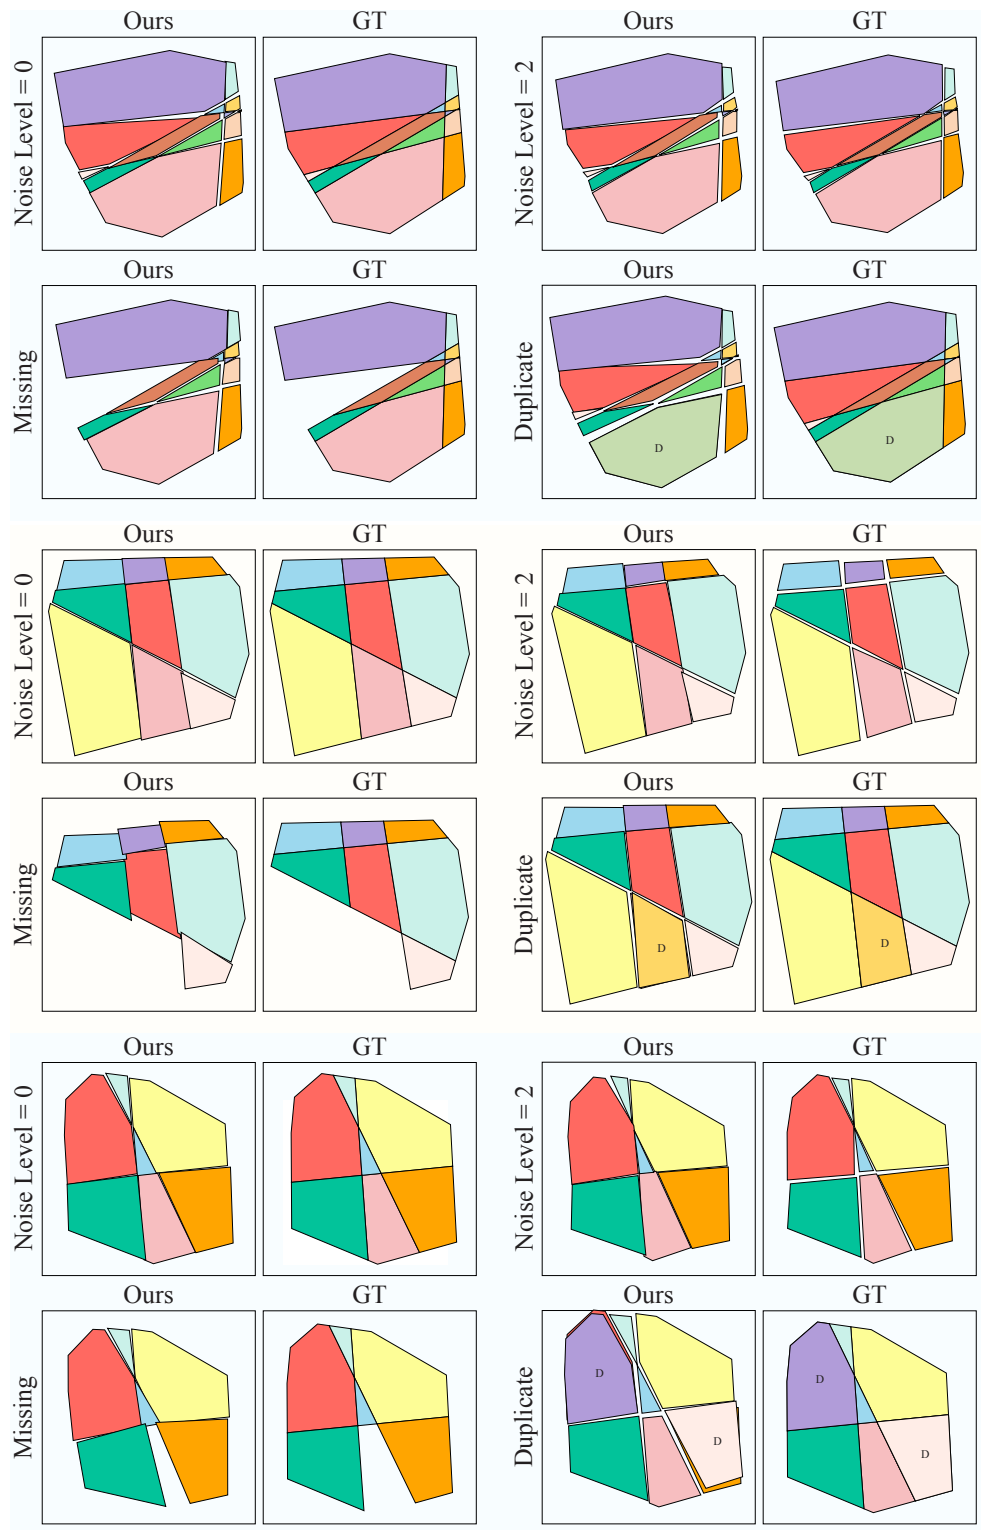 Ours GT Ours GT
Noise Level = 0
Noise Level = 2
Ours GT Ours GT
Missing
D D
Duplicate
Ours GT Ours GT
Noise Level = 0
Noise Level = 2
Ours GT Ours GT
Missing
D D
Duplicate
Ours GT Ours GT
Noise Level = 0
Noise Level = 2
Ours GT Ours GT
Missing
D D D D
Duplicate